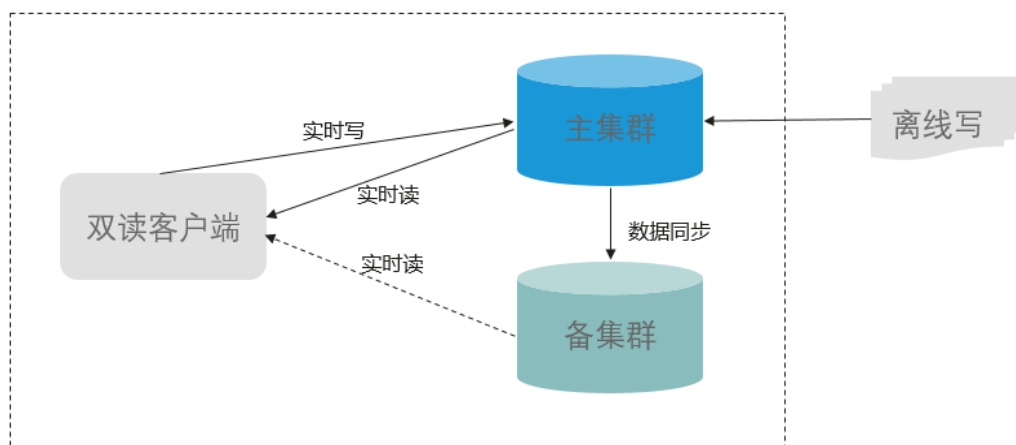 主集群
离线写
实时写
实时读
双读客户端
数据同步
实时读
备集群